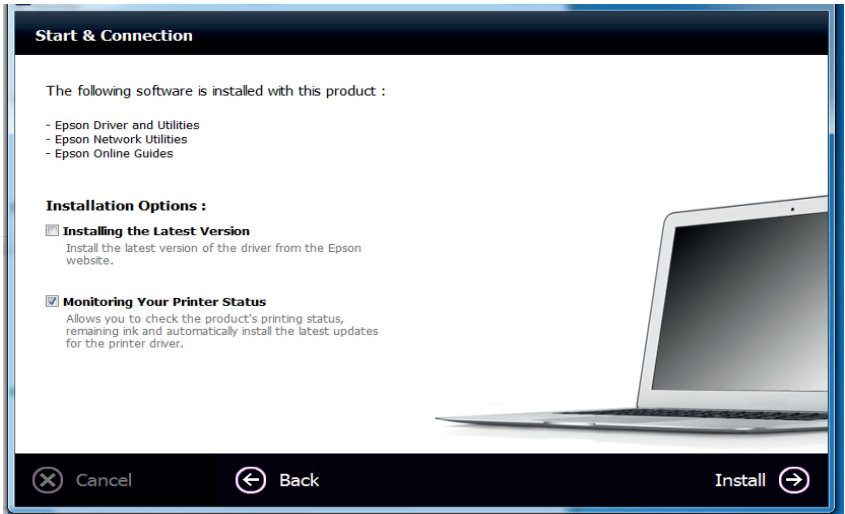 Start & Connection
The following software is installed with this product :
- Epson Driver and Utilities
- Epson Network Utilities
- Epson Online Guides
Installation Options :
Installing the Latest Version
Install the latest version of the driver from the Epson
website.
Monitoring Your Printer Status
Allows you to check the product's printing status,
remaining ink and automatically install the latest updates
for the printer driver.
Cancel
Back
Install